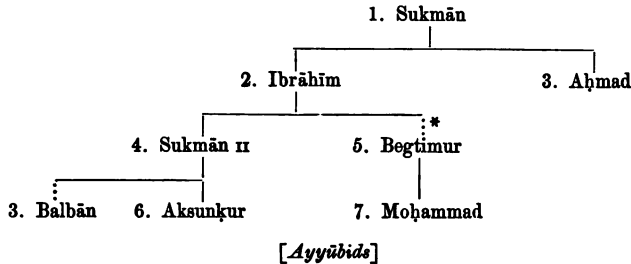 1. Sukmān
2. Ibrāhīm 3. Aḥmad
*
4. Sukmān II 5. Begtimur
3. Balbān 6. Aksunḳur 7. Moḥammad
[Ayyūbids]